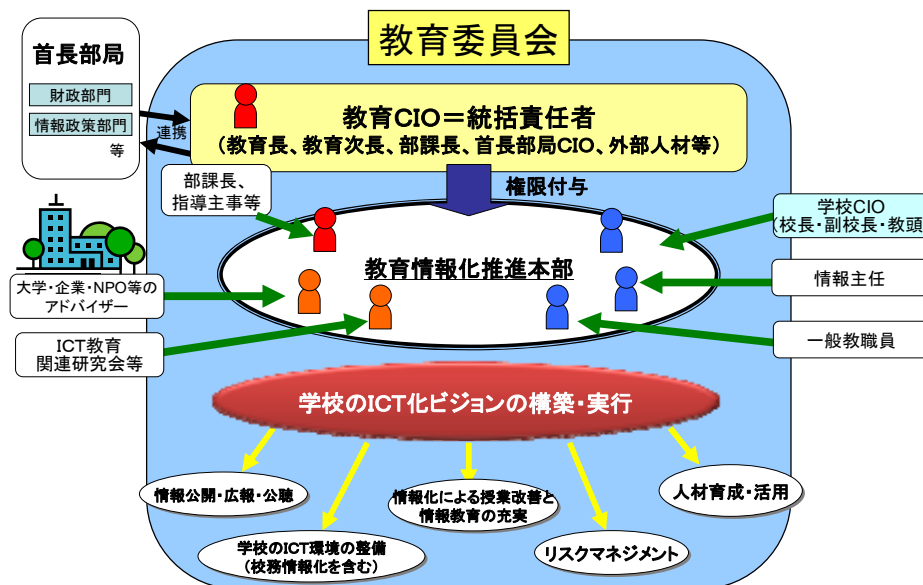 教育委員会
首長部局
財政部門
情報政策部門
等
連携
教育CIO＝統括責任者
（教育長、教育次長、部課長、首長部局CIO、外部人材等）
権限付与
部課長、
指導主事等
学校CIO
(校長・副校長・教頭
教育情報化推進本部
情報主任
大学・企業・NPO等の
アドバイザー
一般教職員
ICT教育
関連研究会等
学校のICT化ビジョンの構築・実行
情報公開・広報・公聴
学校のICT環境の整備
（校務情報化を含む）
情報化による授業改善と
情報教育の充実
リスクマネジメント
人材育成・活用